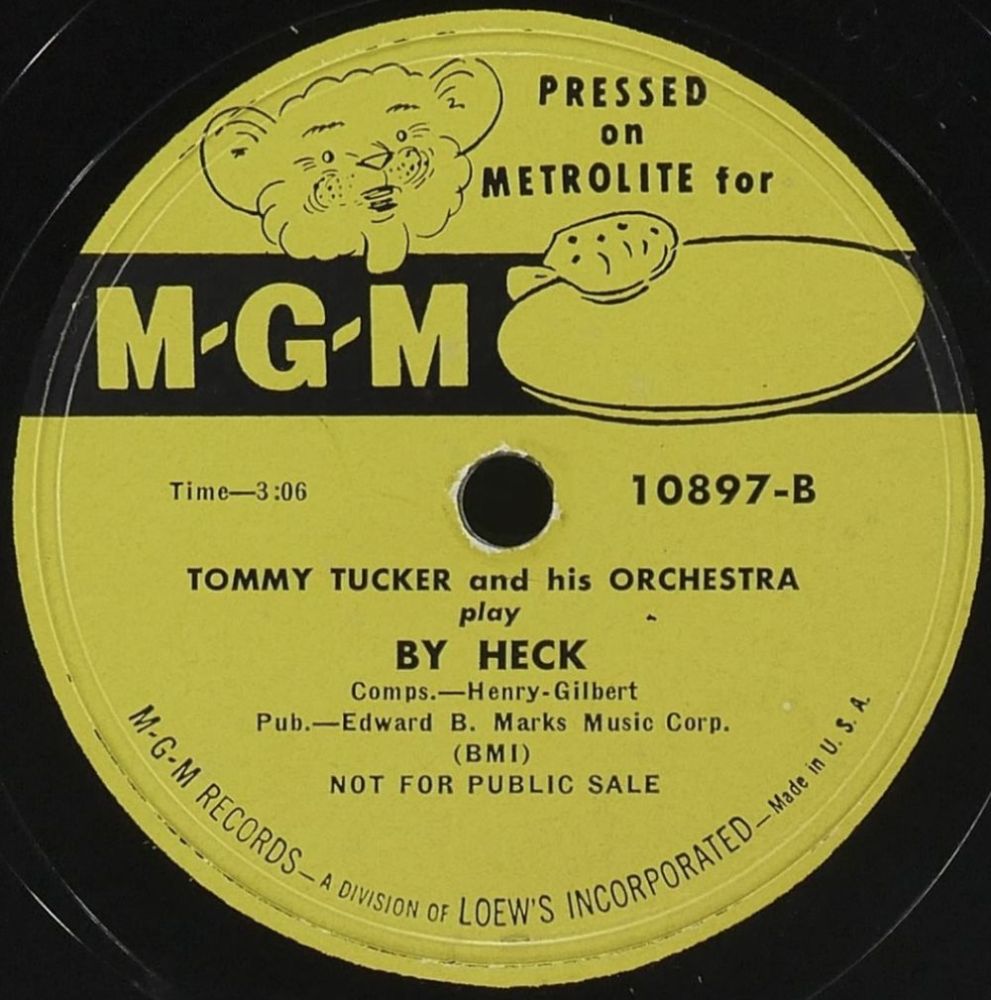 PRESSED
on
METROLITE for
M-G-M
Time—3:06
10897-B
TOMMY TUCKER and his ORCHESTRA
play
BY HECK
Comps.—Henry-Gilbert
Pub.—Edward B. Marks Music Corp.
(BMI)
NOT FOR PUBLIC SALE
M-G-M RECORDS—A DIVISION OF LOEW'S INCORPORATED—Made in U. S. A.